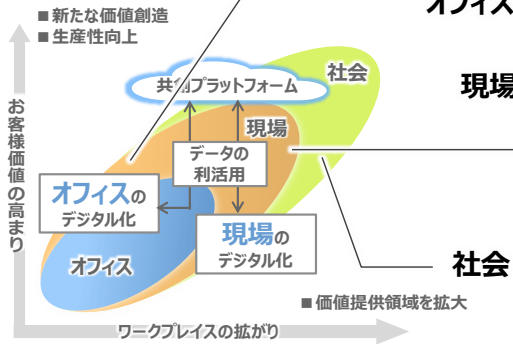 ■新たな価値創造
■生産性向上
オフィス
社会
共創プラットフォーム
現場
現場
データの
利活用
お客様価値の高まり
オフィスの
デジタル化
現場の
デジタル化
オフィス
社会
■価値提供領域を拡大
ワークプレイスの拡がり